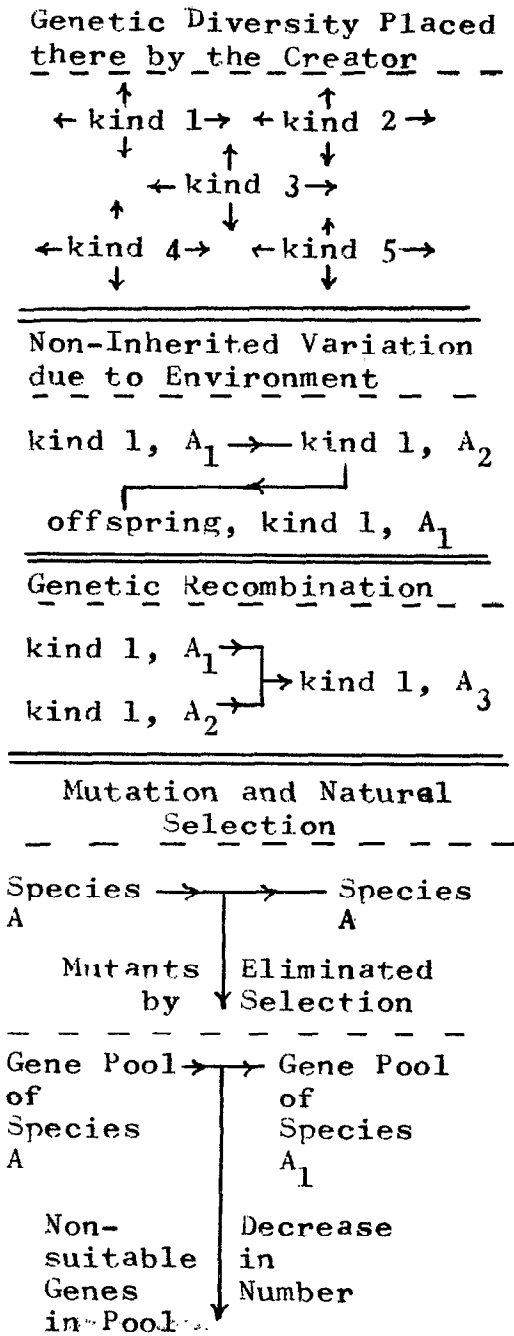 Genetic Diversity Placed
there by the Creator
kind 1 kind 2
kind 3
kind 4 kind 5
Non-Inherited Variation
due to Environment
kind 1, A1 kind 1, A2
offspring, kind 1, A1
Genetic Recombination
kind 1, A1
kind 1, A3
kind 1, A2
Mutation and Natural
Selection
Species Species
A A
Mutants Eliminated
by Selection
Gene Pool Gene Pool
of of
Species Species
A A1
Non- Decrease
suitable in
Genes Number
in Pool